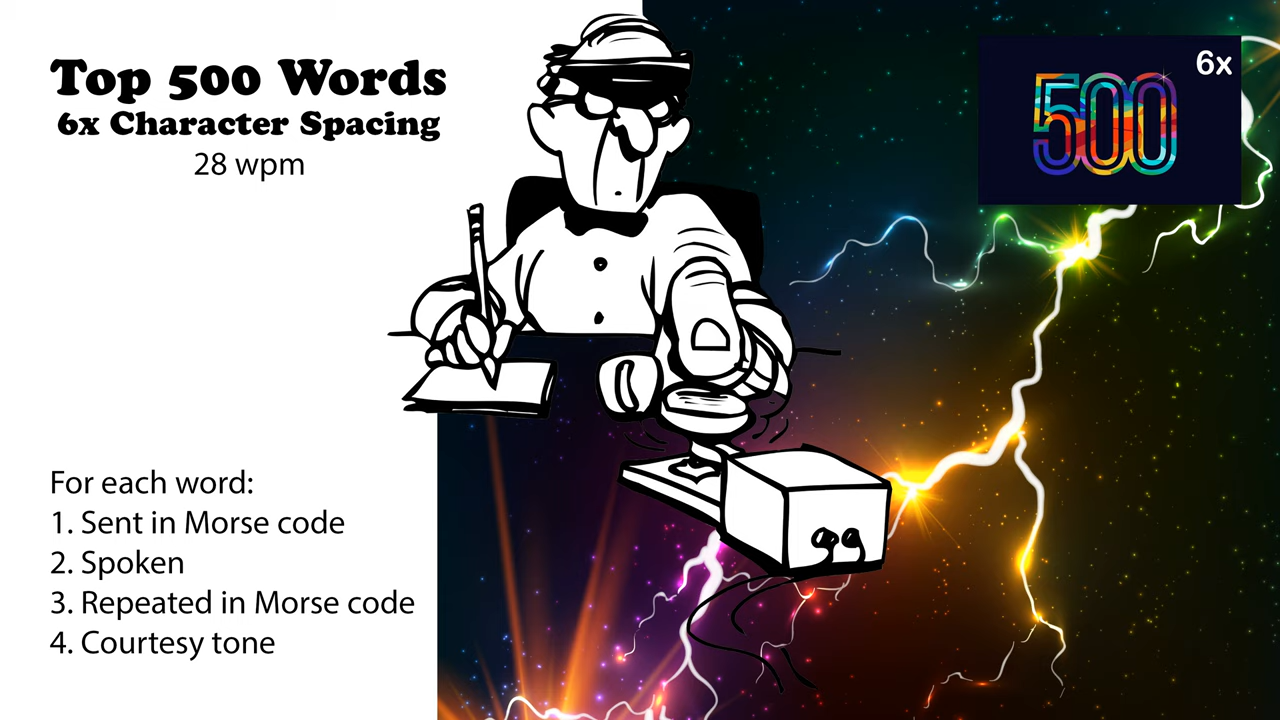 Top 500 Words
6x Character Spacing
28 wpm
6x
500
For each word:
1. Sent in Morse code
2. Spoken
3. Repeated in Morse code
4. Courtesy tone